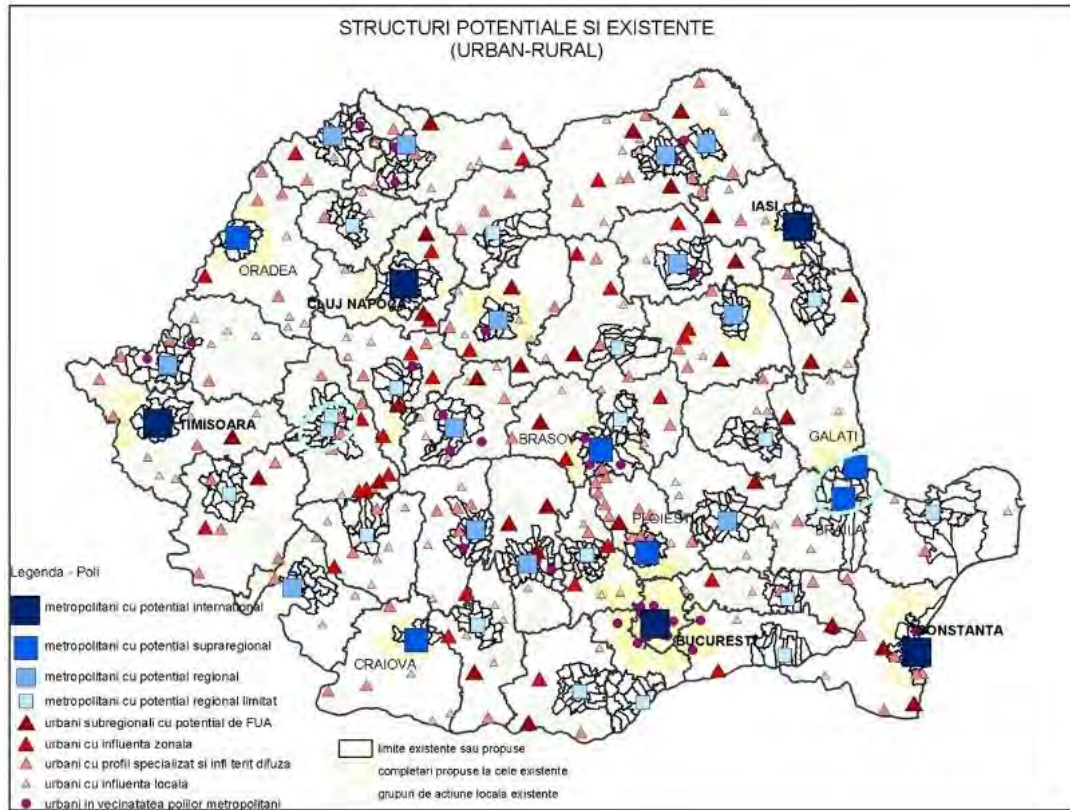 STRUCTURI POTENTIALE SI EXISTENTE
(URBAN-RURAL)
IASI
ORADEA
CLUJ NAPOCA
TIMISOARA
BRASOV
GALATI
PLOIESTI
BRAILA
BUCURESTI
CONSTANTA
CRAIOVA
Legenda - Poli
metropolitani cu potential international
metropolitani cu potential supraregional
metropolitani cu potential regional
metropolitani cu potential regional limitat
urbani subregionali cu potential de FUA
urbani cu influenta zonala
urbani cu profil specializat si infl terit difuza
urbani cu influenta locala
urbani in vecinatatea polilor metropolitani
limite existente sau propuse
completari propuse la cele existente
grupuri de actiune locala existente